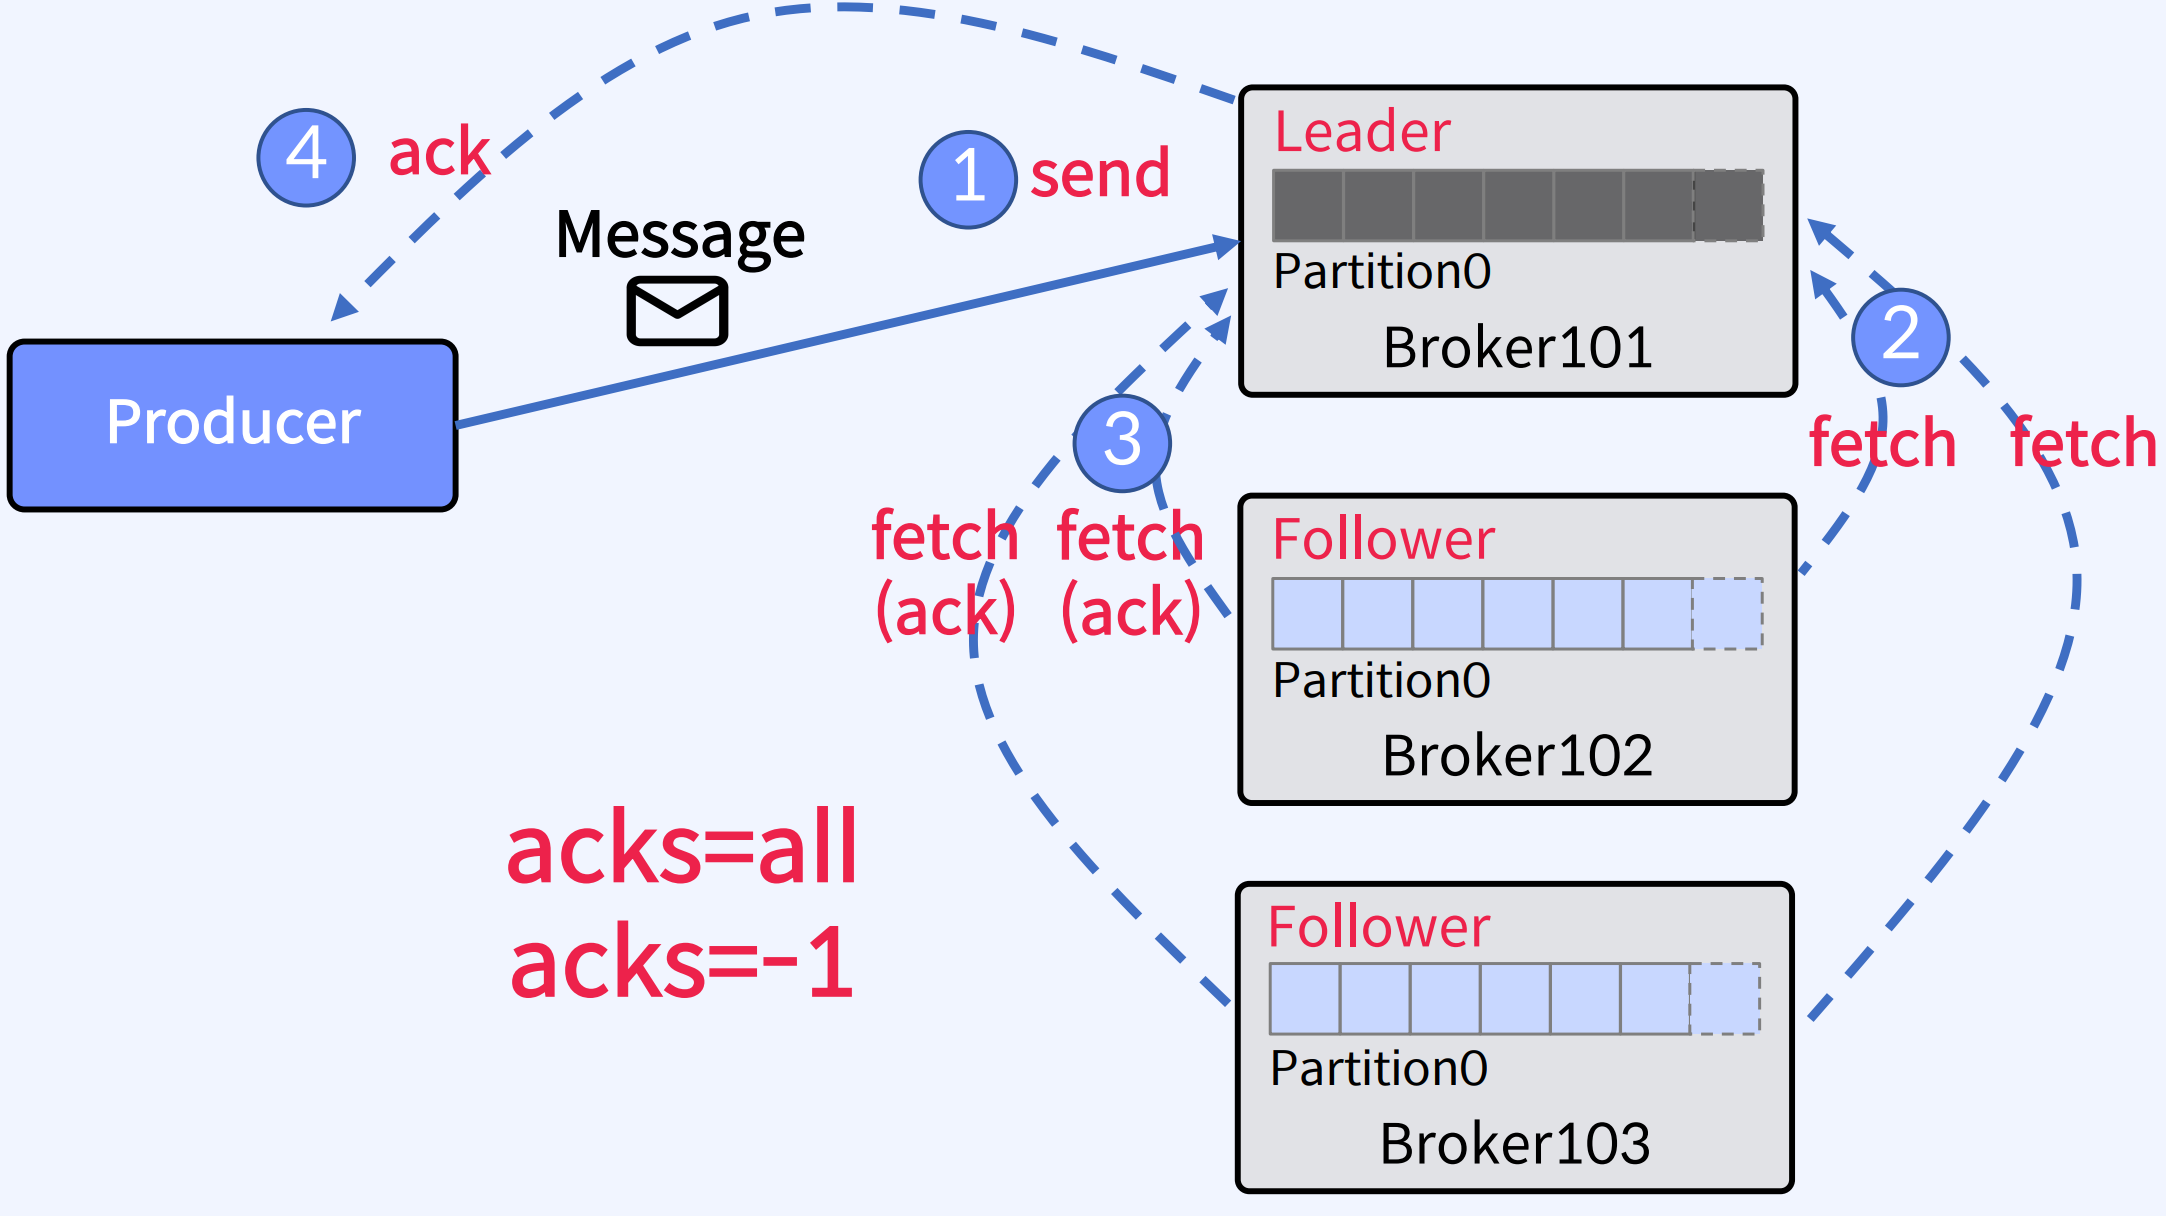 4 ack
1 send
Message
Producer
Leader
Partition0
Broker101
2
fetch fetch
3
fetch fetch
(ack) (ack)
Follower
Partition0
Broker102
acks=all
acks=-1
Follower
Partition0
Broker103